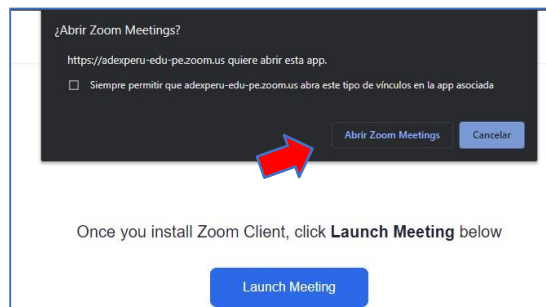 ¿Abrir Zoom Meetings?
https://adexperu-edu-pe.zoom.us quiere abrir esta app.
Siempre permitir que adexperu-edu-pe.zoom.us abra este tipo de vínculos en la app asociada
Abrir Zoom Meetings Cancelar
Once you install Zoom Client, click Launch Meeting below
Launch Meeting